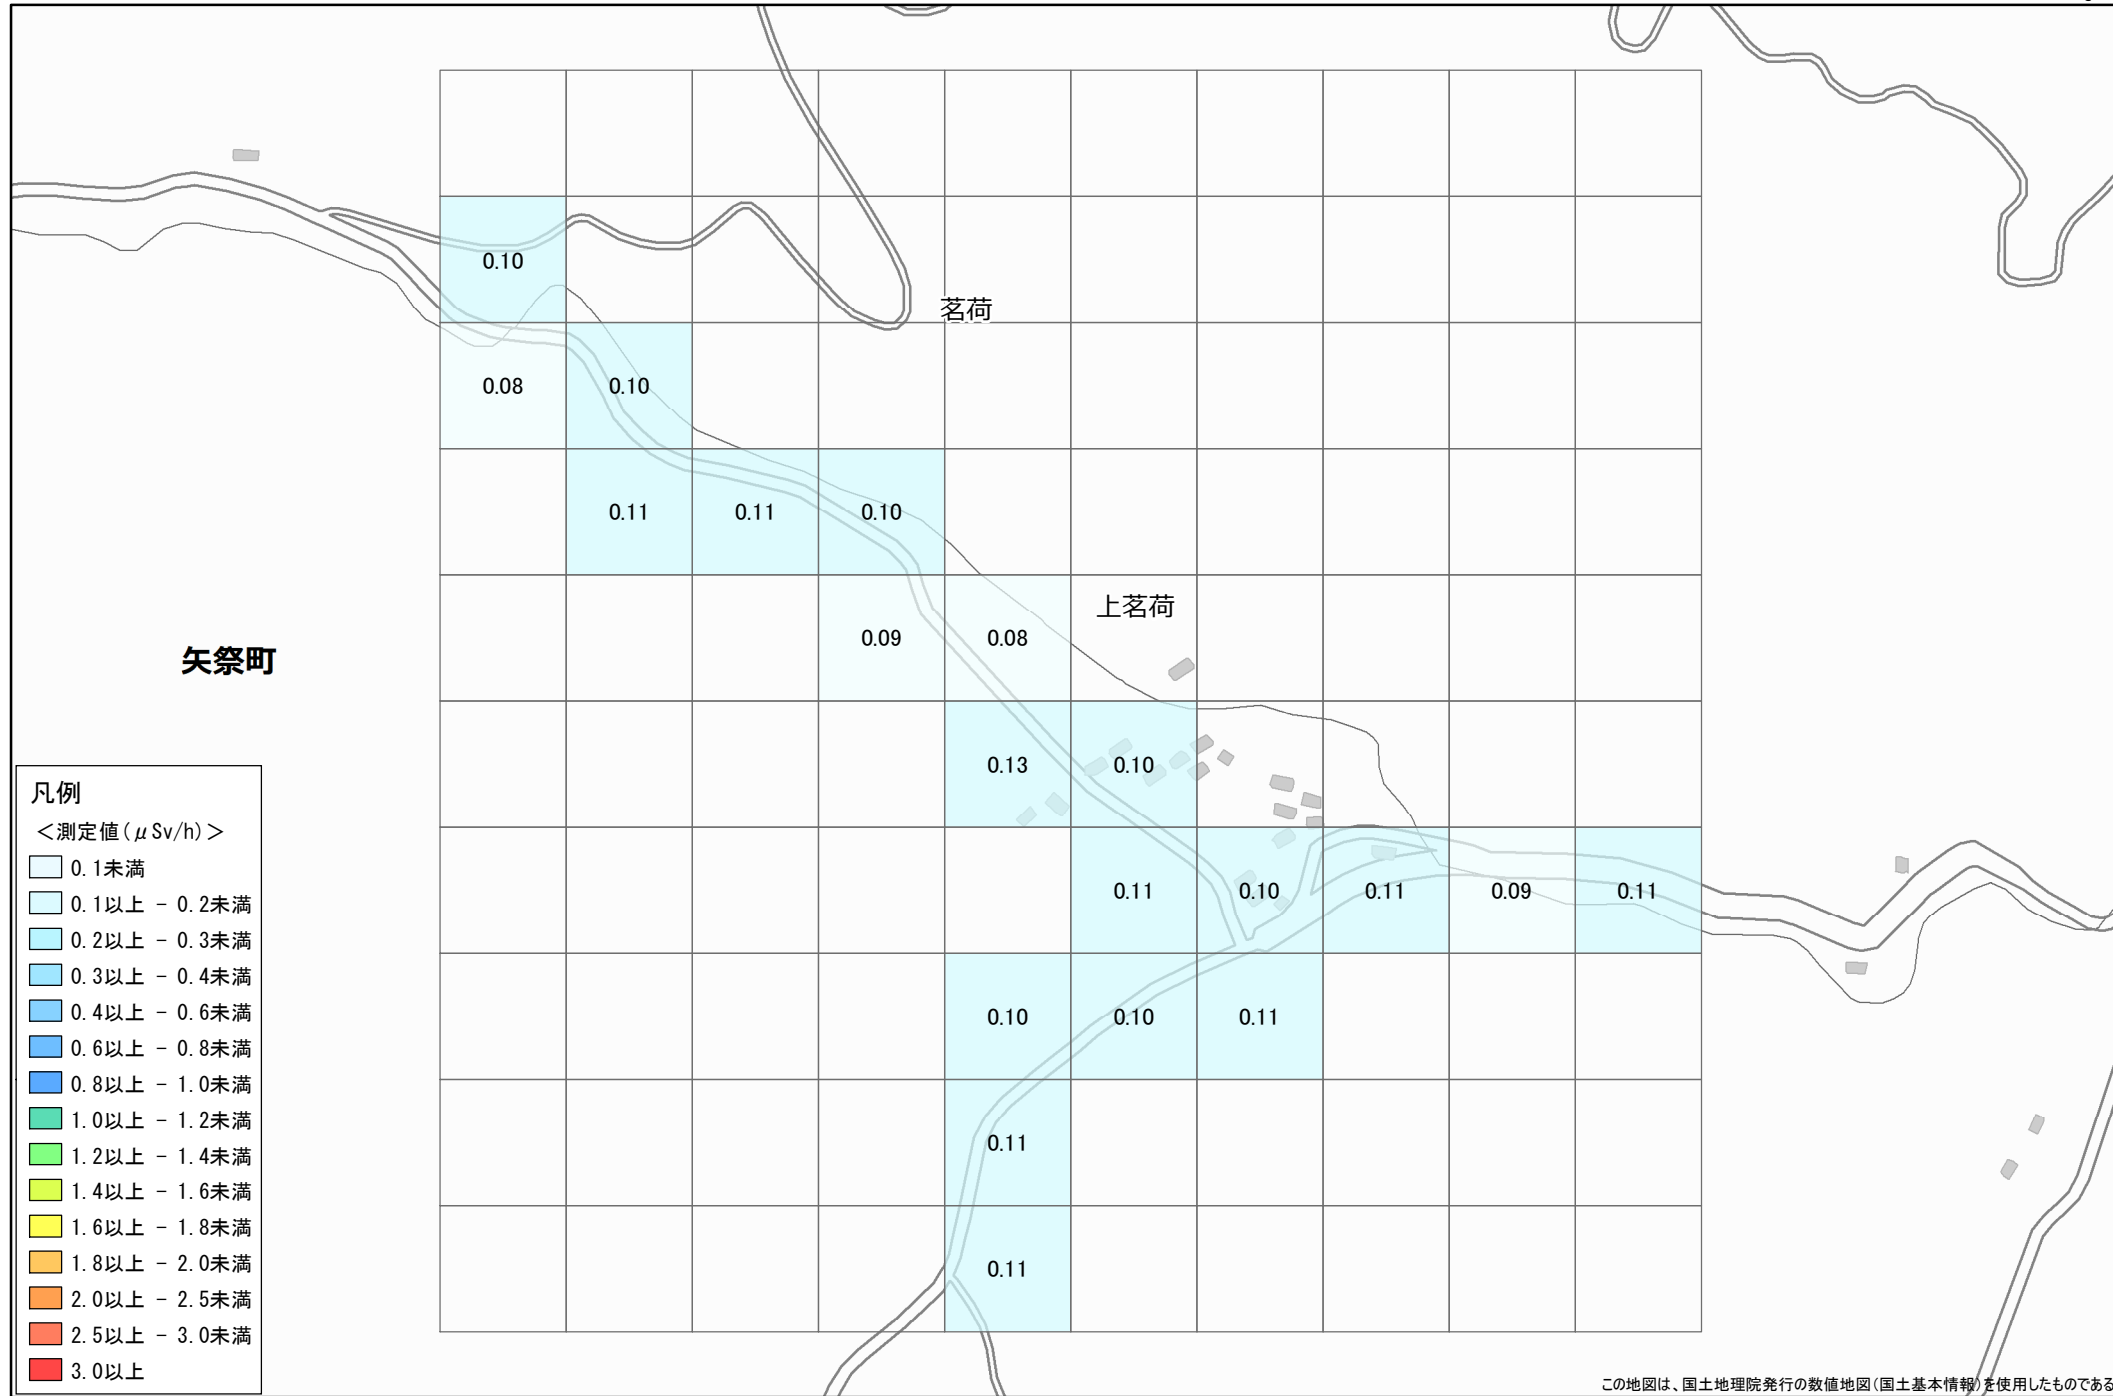 0.10
茗荷
0.08 0.10
0.11 0.11 0.10
上茗荷
0.09 0.08
矢祭町
0.13 0.10
0.11 0.10 0.11 0.09 0.11
0.10 0.10 0.11
0.11
0.11
凡例
＜測定値(μSv/h)＞
0.1未満
0.1以上 － 0.2未満
0.2以上 － 0.3未満
0.3以上 － 0.4未満
0.4以上 － 0.6未満
0.6以上 － 0.8未満
0.8以上 － 1.0未満
1.0以上 － 1.2未満
1.2以上 － 1.4未満
1.4以上 － 1.6未満
1.6以上 － 1.8未満
1.8以上 － 2.0未満
2.0以上 － 2.5未満
2.5以上 － 3.0未満
3.0以上
この地図は、国土地理院発行の数値地図(国土基本情報)を使用したものである